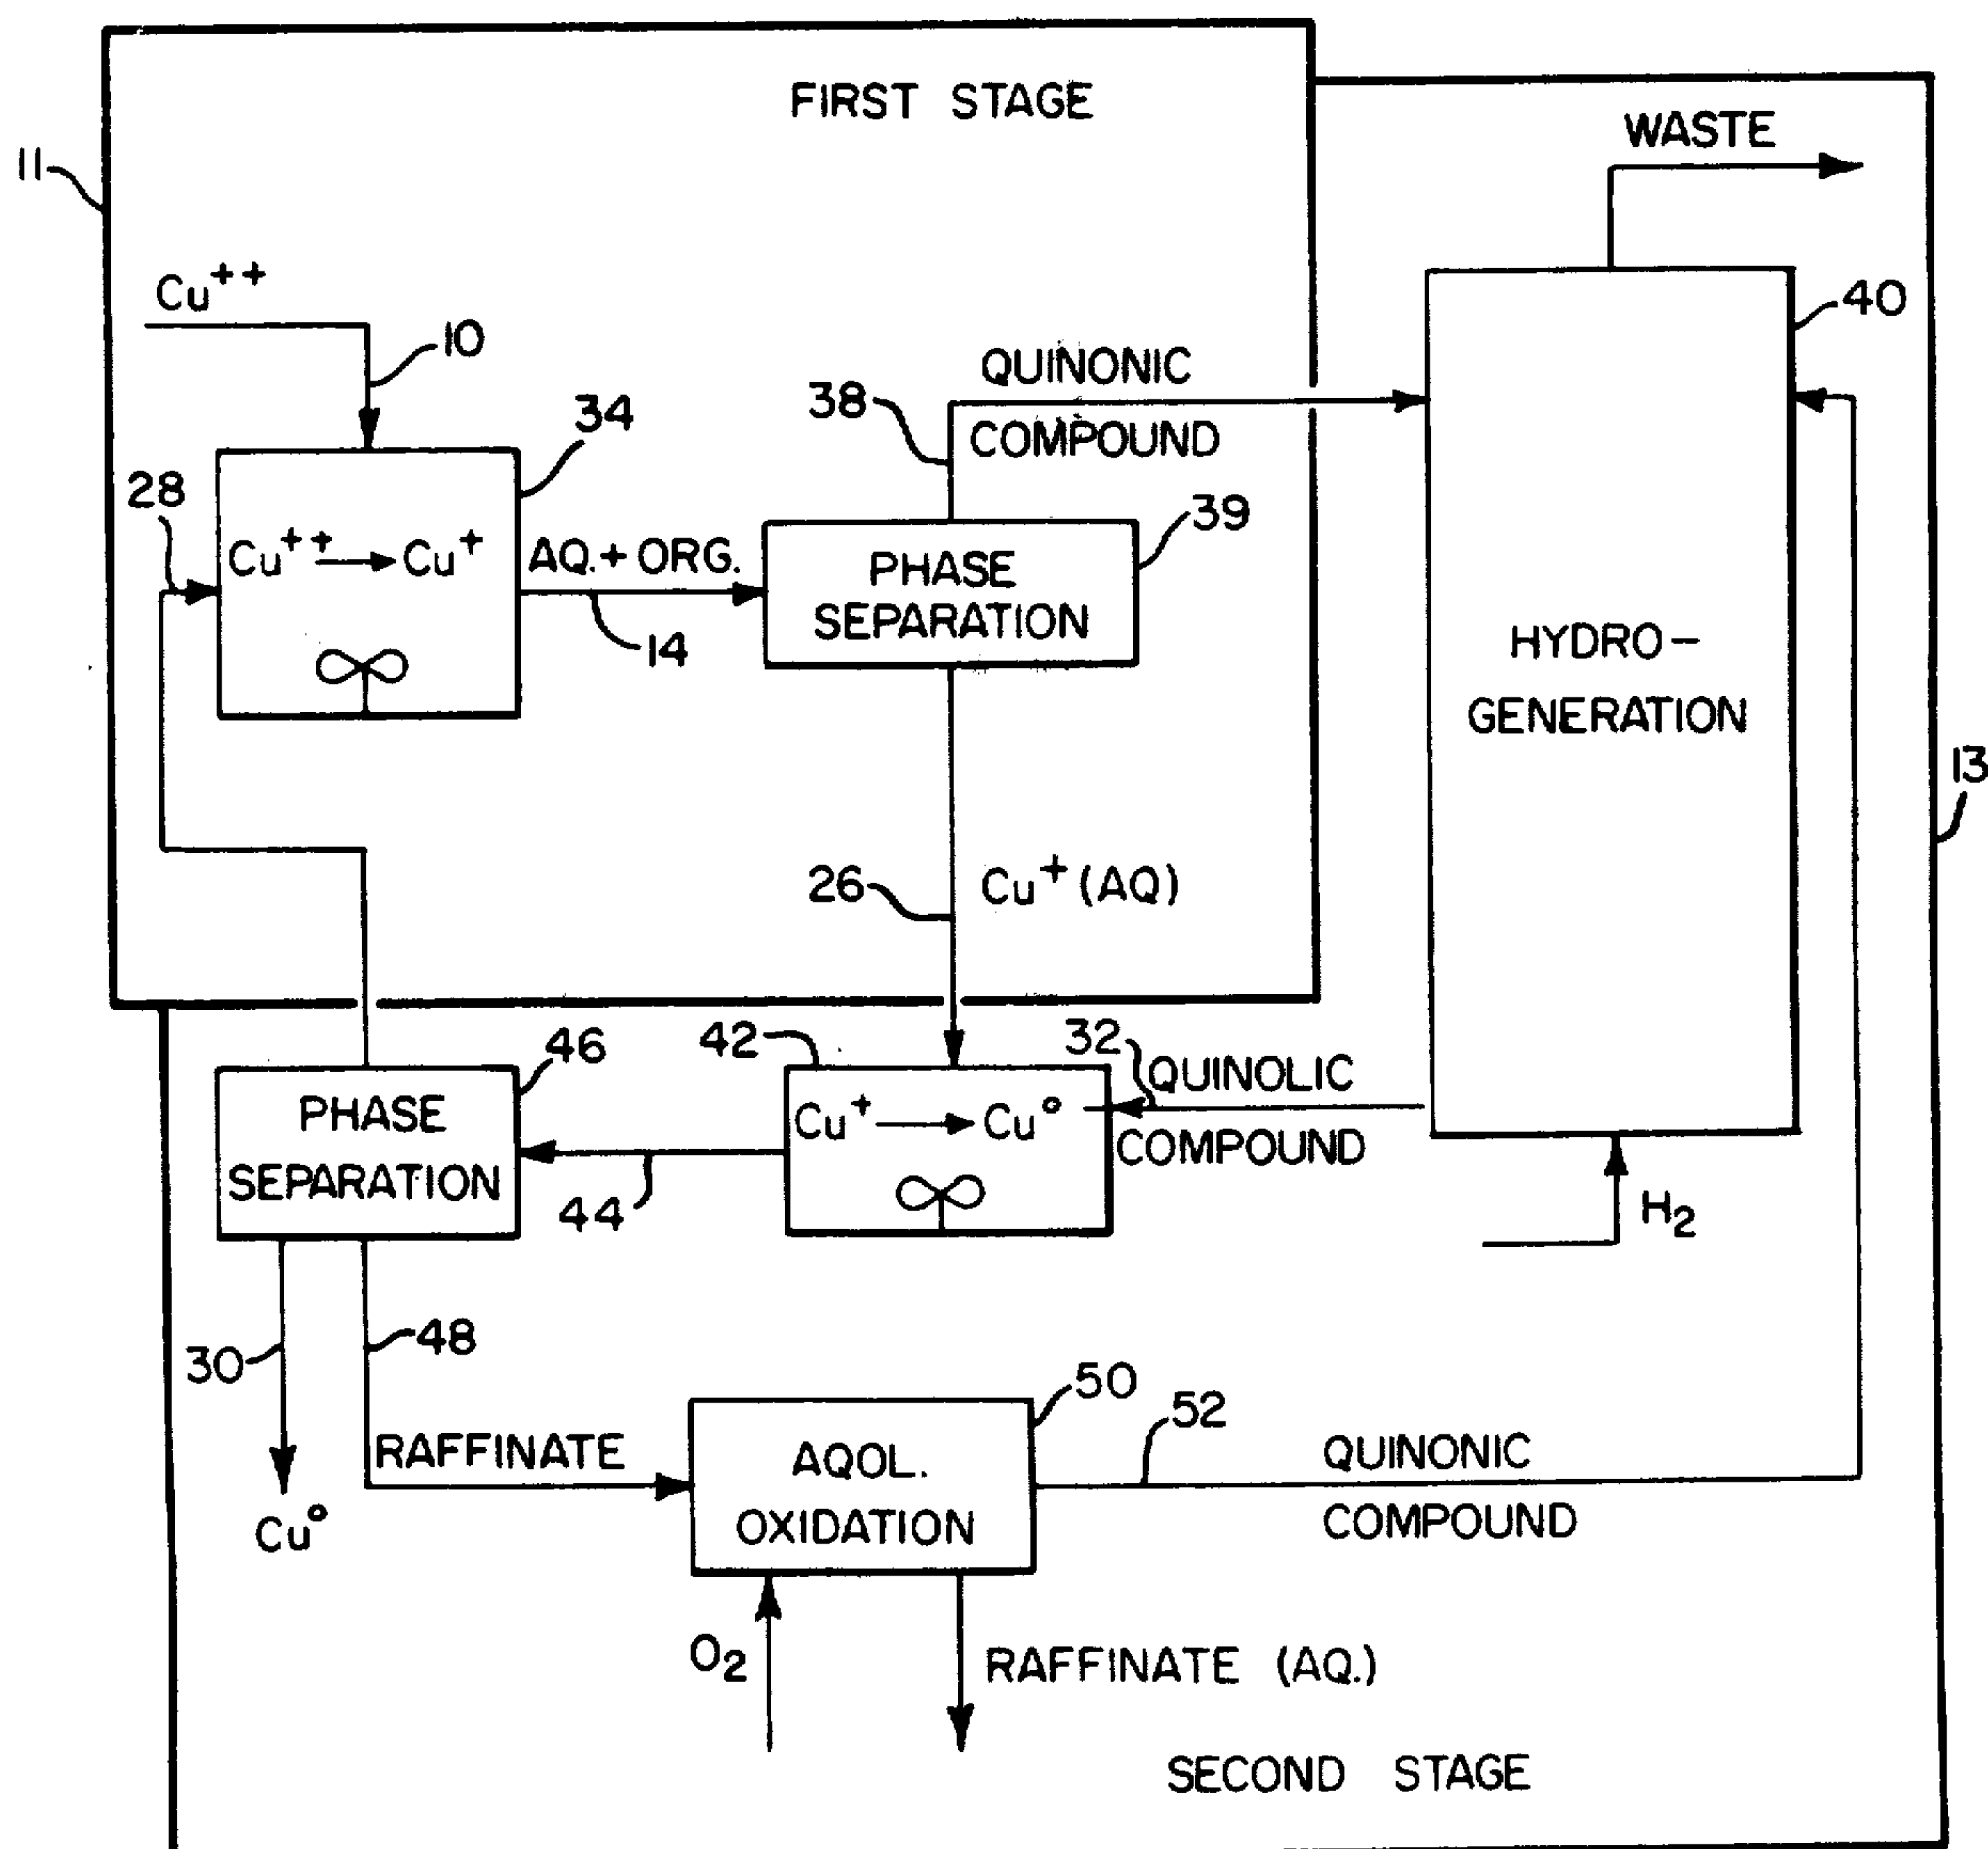 FIRST STAGE
WASTE
11
Cu++
10
40
QUINONIC
COMPOUND
38
34
28
39
Cu++ → Cu+
AQ.+ ORG.
PHASE
SEPARATION
14
HYDRO-
GENERATION
13
26
Cu+ (AQ)
46
42
32
QUINOLIC
COMPOUND
PHASE
SEPARATION
Cu+ → Cu°
44
H2
30
48
50
52
RAFFINATE
AQOL.
OXIDATION
QUINONIC
COMPOUND
Cu°
O2
RAFFINATE (AQ.)
SECOND STAGE